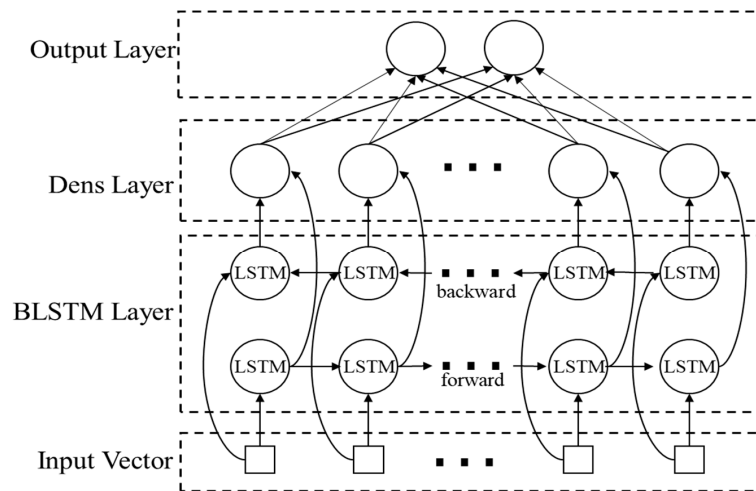 Output Layer
Dens Layer
LSTM LSTM LSTM LSTM
backward
BLSTM Layer
LSTM LSTM LSTM LSTM
forward
Input Vector